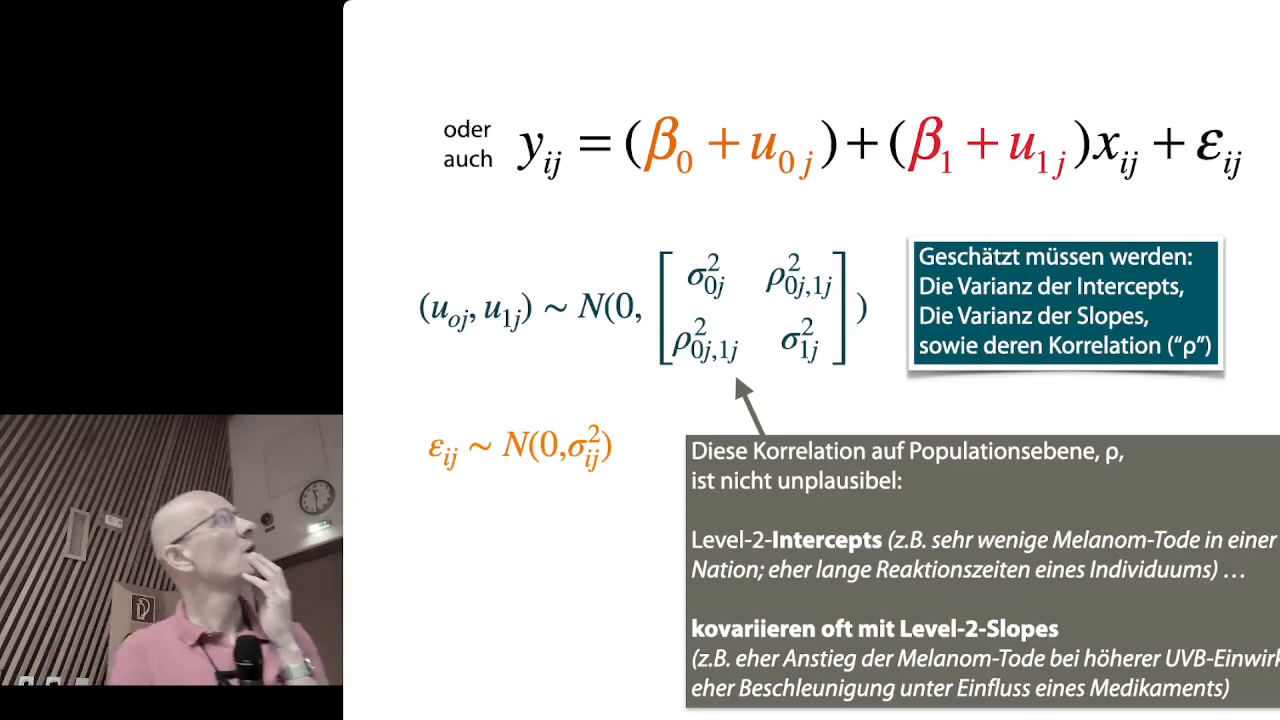 oder
auch
y_ij = (β_0 + u_0j) + (β_1 + u_1j)x_ij + ε_ij
(u_oj, u_1j) ~ N(0, [σ²_0j ρ²_0j,1j
ρ²_0j,1j σ²_1j])
Geschätzt müssen werden:
Die Varianz der Intercepts,
Die Varianz der Slopes,
sowie deren Korrelation (“ρ”)
ε_ij ~ N(0,σ²_ij)
Diese Korrelation auf Populationsebene, ρ,
ist nicht unplausibel:
Level-2-Intercepts (z.B. sehr wenige Melanom-Tode in einer
Nation; eher lange Reaktionszeiten eines Individuums) …
kovariieren oft mit Level-2-Slopes
(z.B. eher Anstieg der Melanom-Tode bei höherer UVB-Einwirk
eher Beschleunigung unter Einfluss eines Medikaments)